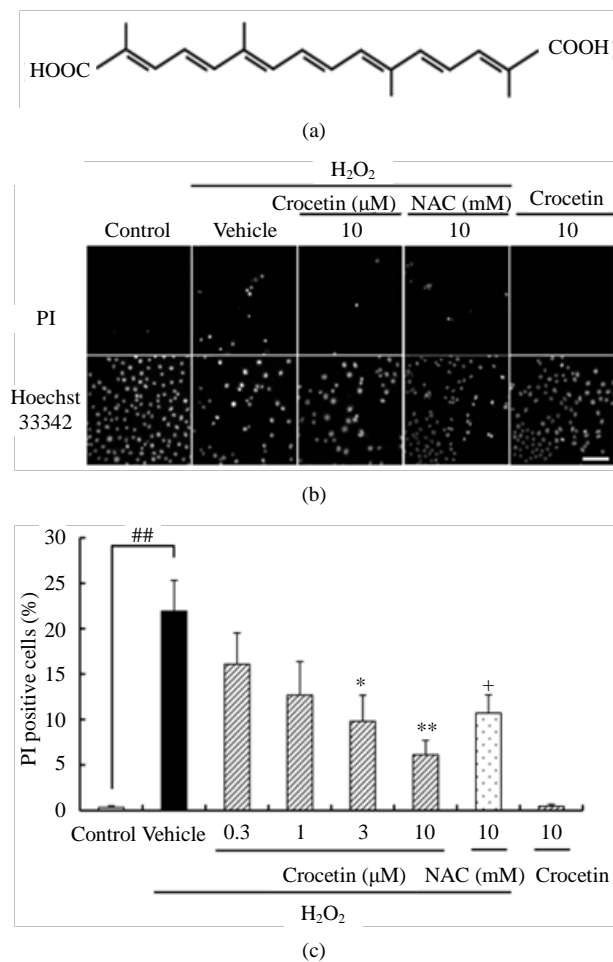 HOOC
COOH
(a)
H₂O₂
Crocetin (μM) NAC (mM) Crocetin
Control Vehicle 10 10 10
PI
Hoechst
33342
(b)
##
30
25
20
15
10
5
0
PI positive cells (%)
*
**
+
Control Vehicle 0.3 1 3 10 10 10
Crocetin (μM) NAC (mM) Crocetin
H₂O₂
(c)